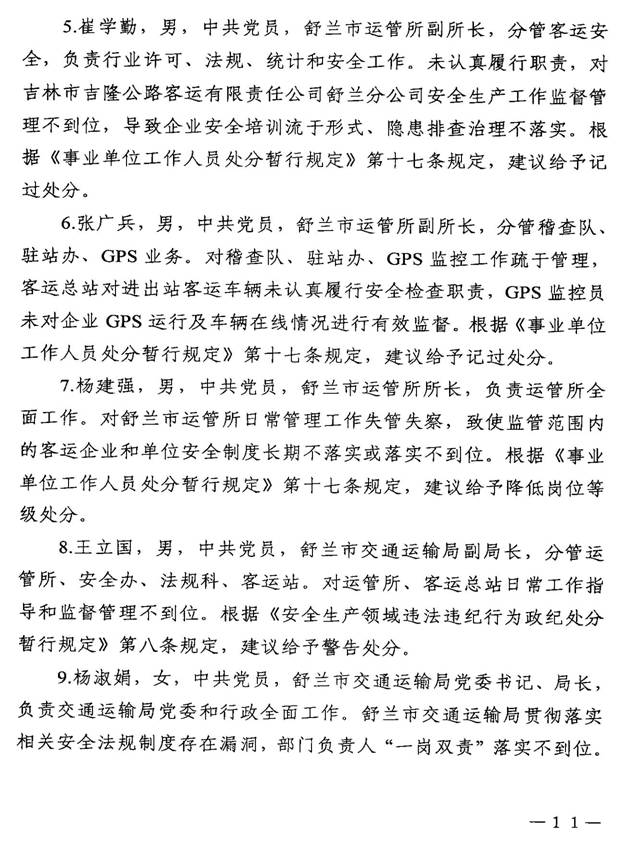 5.崔学勤，男，中共党员，舒兰市运管所副所长，分管客运安
全，负责行业许可、法规、统计和安全工作。未认真履行职责，对
吉林市吉隆公路客运有限责任公司舒兰分公司安全生产工作监督管
理不到位，导致企业安全培训流于形式、隐患排查治理不落实。根
据《事业单位工作人员处分暂行规定》第十七条规定，建议给予记
过处分。
6.张广兵，男，中共党员，舒兰市运管所副所长，分管稽查队、
驻站办、GPS 业务。对稽查队、驻站办、GPS 监控工作疏于管理，
客运总站对进出站客运车辆未认真履行安全检查职责，GPS 监控员
未对企业 GPS 运行及车辆在线情况进行有效监督。根据《事业单位
工作人员处分暂行规定》第十七条规定，建议给予记过处分。
7.杨建强，男，中共党员，舒兰市运管所所长，负责运管所全
面工作。对舒兰市运管所日常管理工作失管失察，致使监管范围内
的客运企业和单位安全制度长期不落实或落实不到位。根据《事业
单位工作人员处分暂行规定》第十七条规定，建议给予降低岗位等
级处分。
8.王立国，男，中共党员，舒兰市交通运输局副局长，分管运
管所、安全办、法规科、客运站。对运管所、客运总站日常工作指
导和监督管理不到位。根据《安全生产领域违法违纪行为政纪处分
暂行规定》第八条规定，建议给予警告处分。
9.杨淑娟，女，中共党员，舒兰市交通运输局党委书记、局长，
负责交通运输局党委和行政全面工作。舒兰市交通运输局贯彻落实
相关安全法规制度存在漏洞，部门负责人“一岗双责”落实不到位。
—11—